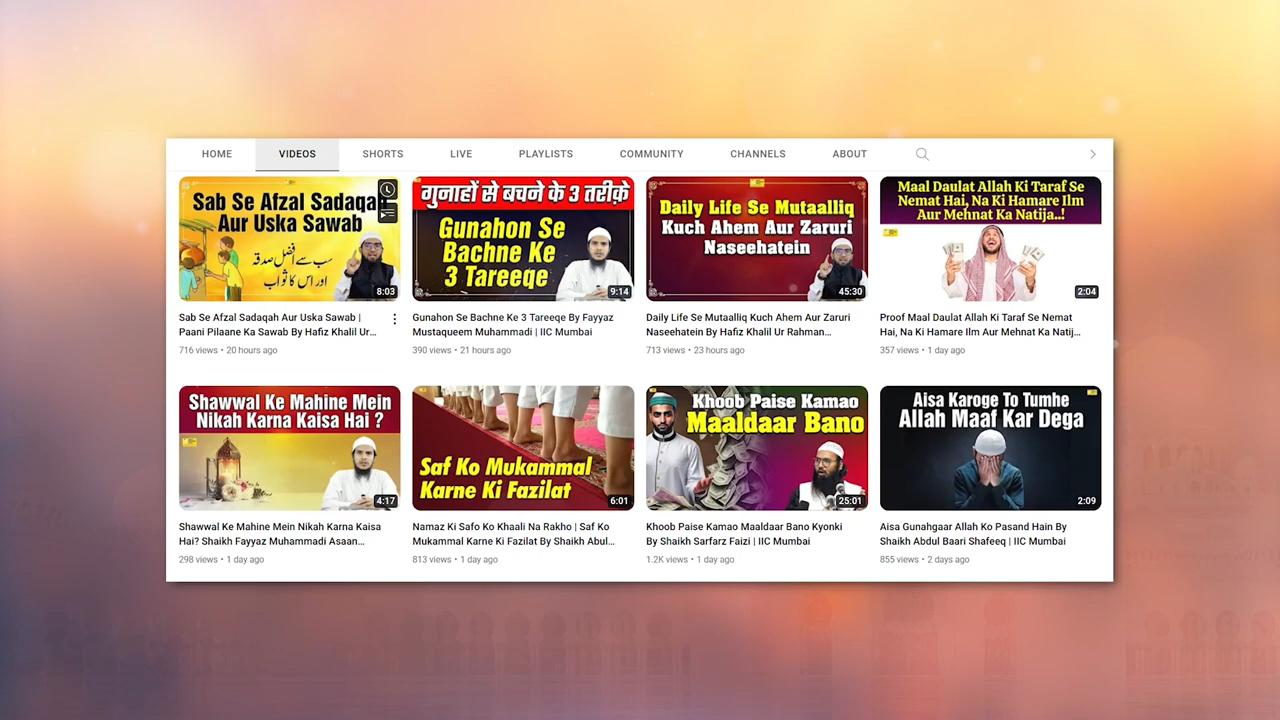 HOME VIDEOS SHORTS LIVE PLAYLISTS COMMUNITY CHANNELS ABOUT
Sab Se Afzal Sadaqah
Aur Uska Sawab
سب سے افضل صدقہ
اور اس کا ثواب
8:03
गुनाहों से बचने के 3 तरीक़े
Gunahon Se
Bachne Ke
3 Tareeqe
9:14
Daily Life Se Mutaalliq
Kuch Ahem Aur Zaruri
Naseehatein
45:30
Maal Daulat Allah Ki Taraf Se
Nemat Hai, Na Ki Hamare Ilm
Aur Mehnat Ka Natija..!
2:04
Sab Se Afzal Sadaqah Aur Uska Sawab |
Paani Pilaane Ka Sawab By Hafiz Khalil Ur...
716 views • 20 hours ago
Gunahon Se Bachne Ke 3 Tareeqe By Fayyaz
Mustaqueem Muhammadi | IIC Mumbai
390 views • 21 hours ago
Daily Life Se Mutaalliq Kuch Ahem Aur Zaruri
Naseehatein By Hafiz Khalil Ur Rahman...
713 views • 23 hours ago
Proof Maal Daulat Allah Ki Taraf Se Nemat
Hai, Na Ki Hamare Ilm Aur Mehnat Ka Natij...
357 views • 1 day ago
Shawwal Ke Mahine Mein
Nikah Karna Kaisa Hai ?
4:17
Saf Ko Mukammal
Karne Ki Fazilat
6:01
Khoob Paise Kamao
Maaldaar Bano
25:01
Aisa Karoge To Tumhe
Allah Maaf Kar Dega
2:09
Shawwal Ke Mahine Mein Nikah Karna Kaisa
Hai? Shaikh Fayyaz Muhammadi Asaan...
298 views • 1 day ago
Namaz Ki Safo Ko Khaali Na Rakho | Saf Ko
Mukammal Karne Ki Fazilat By Shaikh Abul...
813 views • 1 day ago
Khoob Paise Kamao Maaldaar Bano Kyonki
By Shaikh Sarfarz Faizi | IIC Mumbai
1.2K views • 1 day ago
Aisa Gunahgaar Allah Ko Pasand Hain By
Shaikh Abdul Baari Shafeeq | IIC Mumbai
855 views • 2 days ago